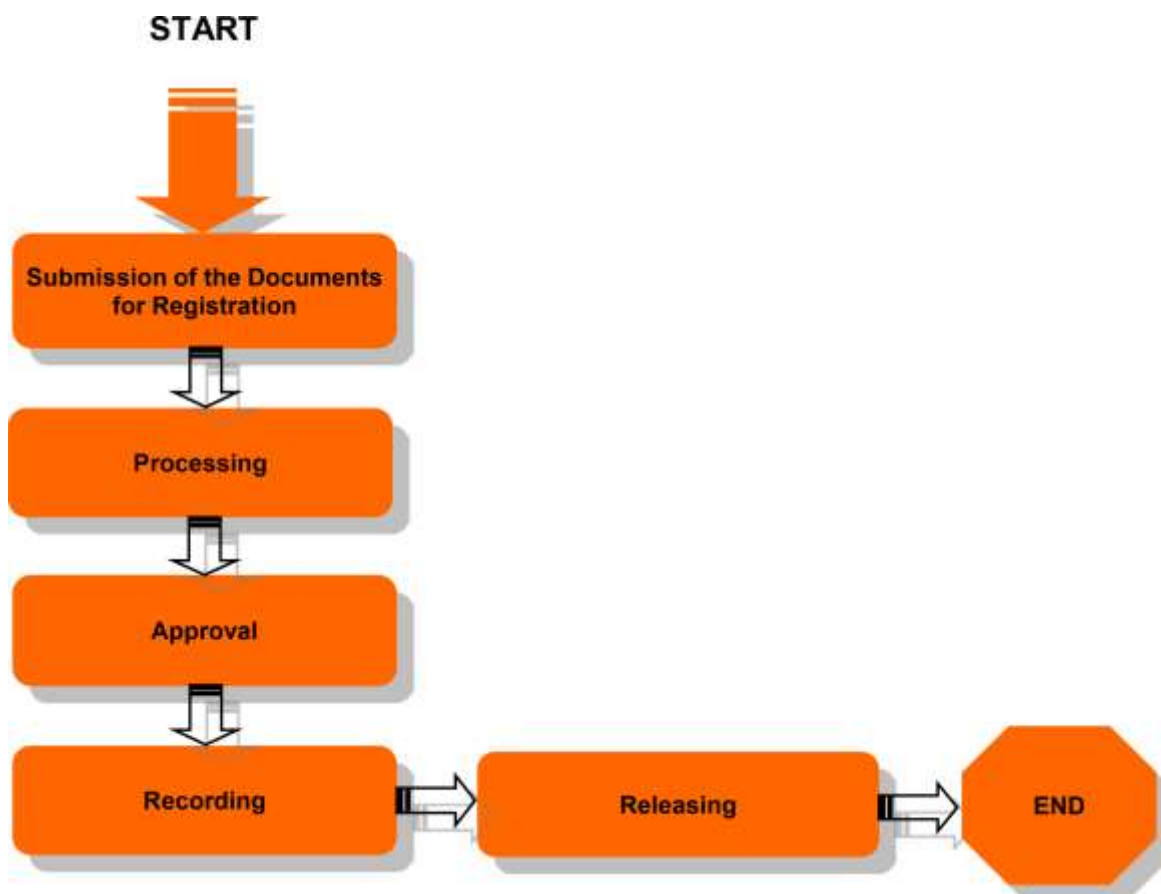 START
Submission of the Documents
for Registration
Processing
Approval
Recording
Releasing
END